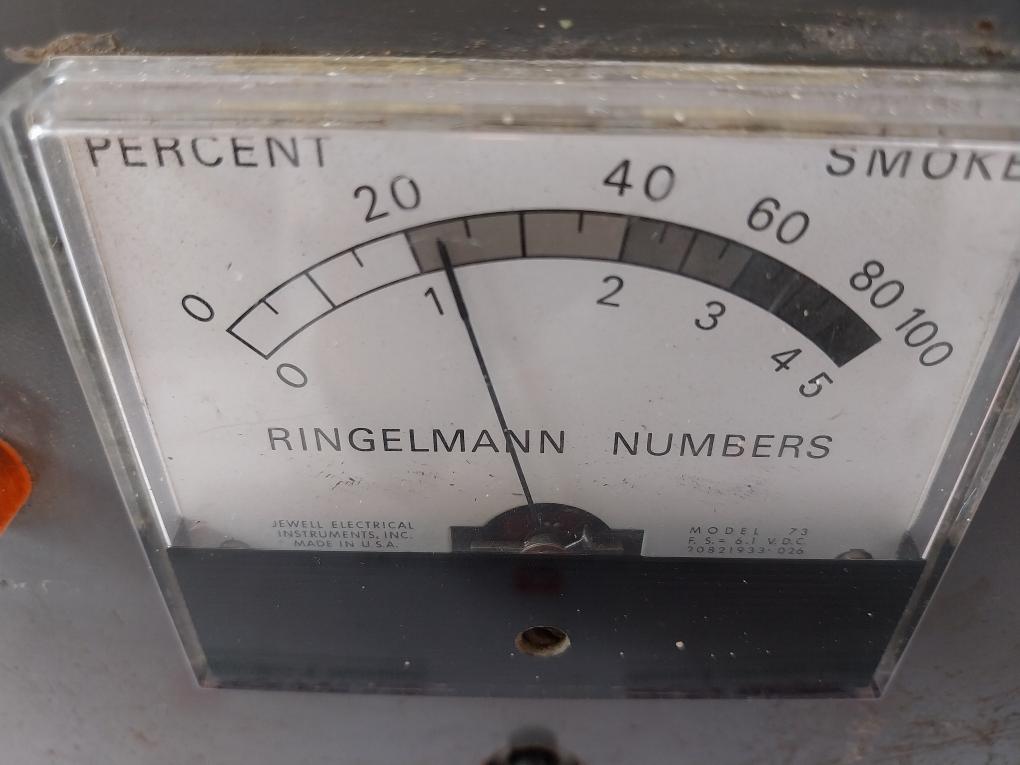 PERCENT SMOKE
0 20 40 60 80 100
0 1 2 3 4 5
RINGELMANN NUMBERS
JEWELL ELECTRICAL
INSTRUMENTS, INC.
MADE IN U.S.A.
MODEL 73
F. S. = 6.1 V.D.C.
20821933-026